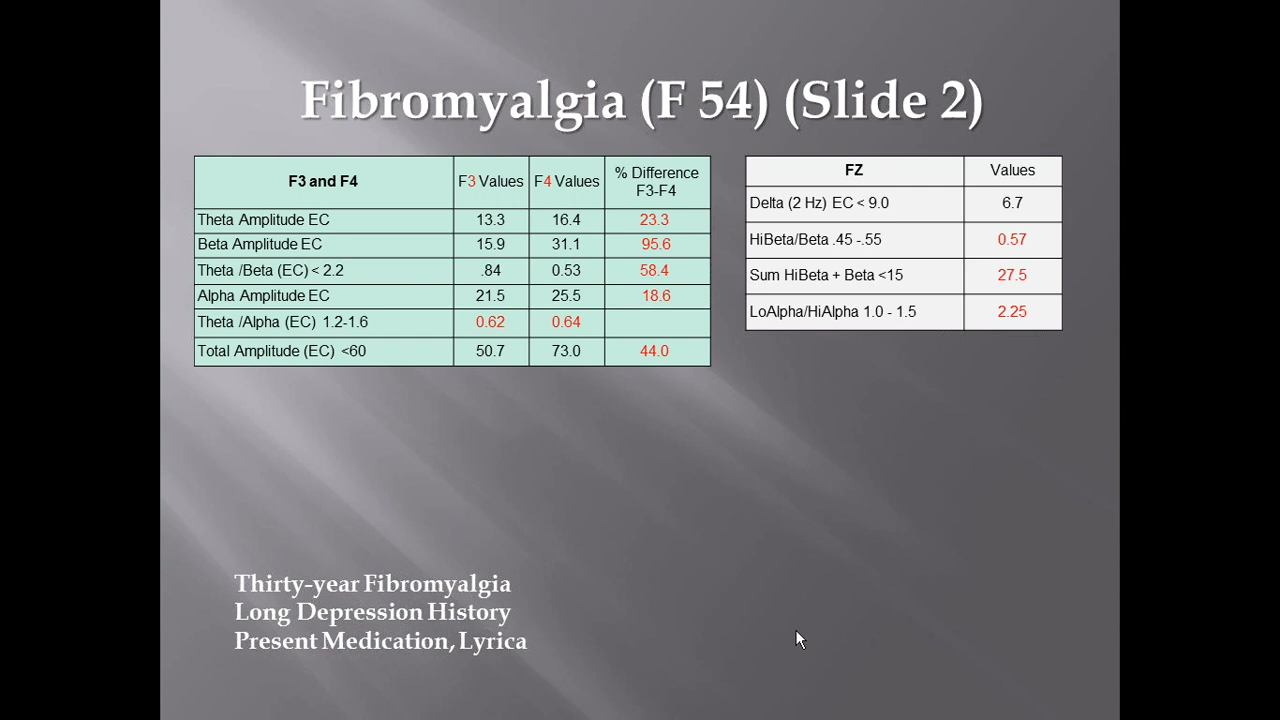 Fibromyalgia (F 54) (Slide 2)
F3 and F4 F3 Values F4 Values % Difference F3-F4
Theta Amplitude EC 13.3 16.4 23.3
Beta Amplitude EC 15.9 31.1 95.6
Theta /Beta (EC) < 2.2 .84 0.53 58.4
Alpha Amplitude EC 21.5 25.5 18.6
Theta /Alpha (EC) 1.2-1.6 0.62 0.64
Total Amplitude (EC) <60 50.7 73.0 44.0
FZ Values
Delta (2 Hz) EC < 9.0 6.7
HiBeta/Beta .45 -.55 0.57
Sum HiBeta + Beta <15 27.5
LoAlpha/HiAlpha 1.0 - 1.5 2.25
Thirty-year Fibromyalgia
Long Depression History
Present Medication, Lyrica